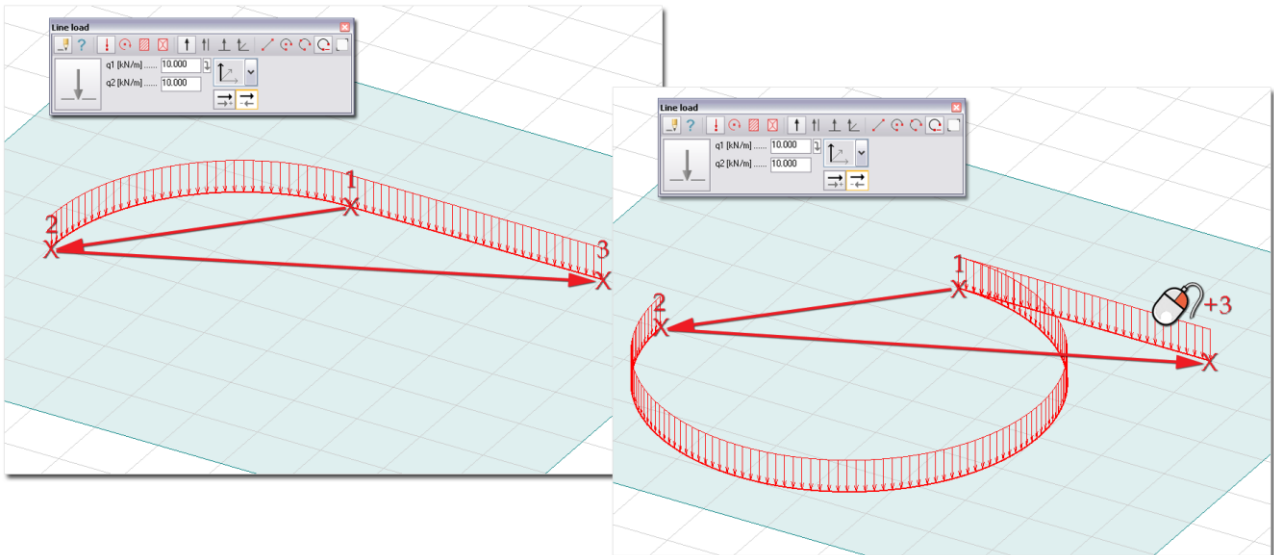 Line load
?
q1 [kN/m] ...... 10.000
q2 [kN/m] ...... 10.000
1
2
3
Line load
?
q1 [kN/m] ...... 10.000
q2 [kN/m] ...... 10.000
1
+3
2